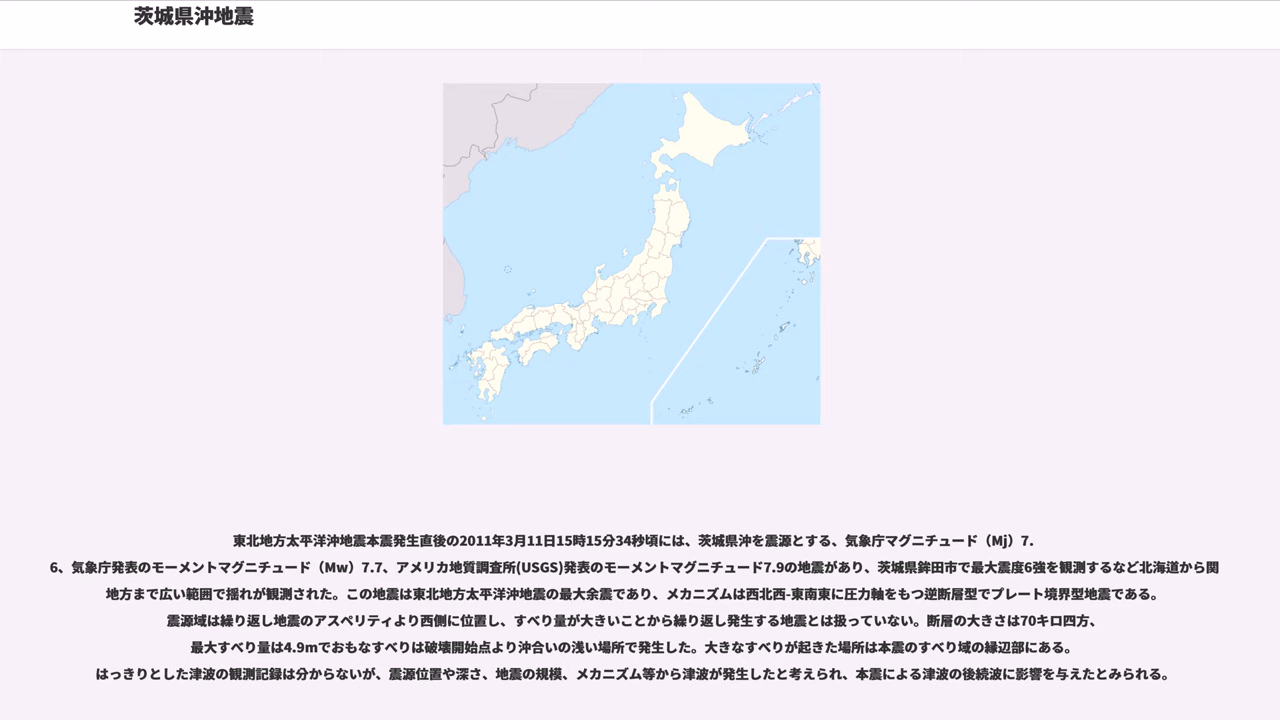 茨城県沖地震
東北地方太平洋沖地震本震発生直後の2011年3月11日15時15分34秒頃には、茨城県沖を震源とする、気象庁マグニチュード（Mj）7.
6、気象庁発表のモーメントマグニチュード（Mw）7.7、アメリカ地質調査所(USGS)発表のモーメントマグニチュード7.9の地震があり、茨城県鉾田市で最大震度6強を観測するなど北海道から関
地方まで広い範囲で揺れが観測された。この地震は東北地方太平洋沖地震の最大余震であり、メカニズムは西北西-東南東に圧力軸をもつ逆断層型でプレート境界型地震である。
震源域は繰り返し地震のアスペリティより西側に位置し、すべり量が大きいことから繰り返し発生する地震とは扱っていない。断層の大きさは70キロ四方、
最大すべり量は4.9mでおもなすべりは破壊開始点より沖合いの浅い場所で発生した。大きなすべりが起きた場所は本震のすべり域の縁辺部にある。
はっきりとした津波の観測記録は分からないが、震源位置や深さ、地震の規模、メカニズム等から津波が発生したと考えられ、本震による津波の後続波に影響を与えたとみられる。